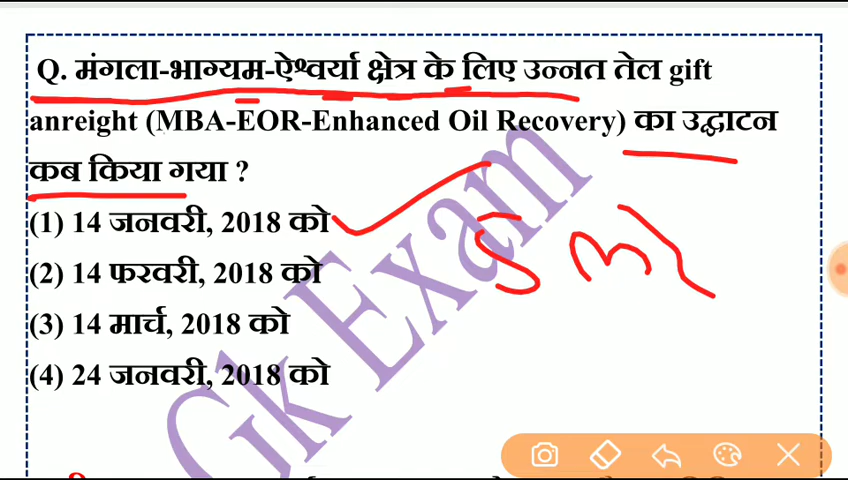 Q. मंगला-भाग्यम-ऐश्वर्या क्षेत्र के लिए उन्नत तेल gift
anreight (MBA-EOR-Enhanced Oil Recovery) का उद्घाटन
कब किया गया ?
(1) 14 जनवरी, 2018 को
(2) 14 फरवरी, 2018 को
(3) 14 मार्च, 2018 को
(4) 24 जनवरी, 2018 को
Gk Exam